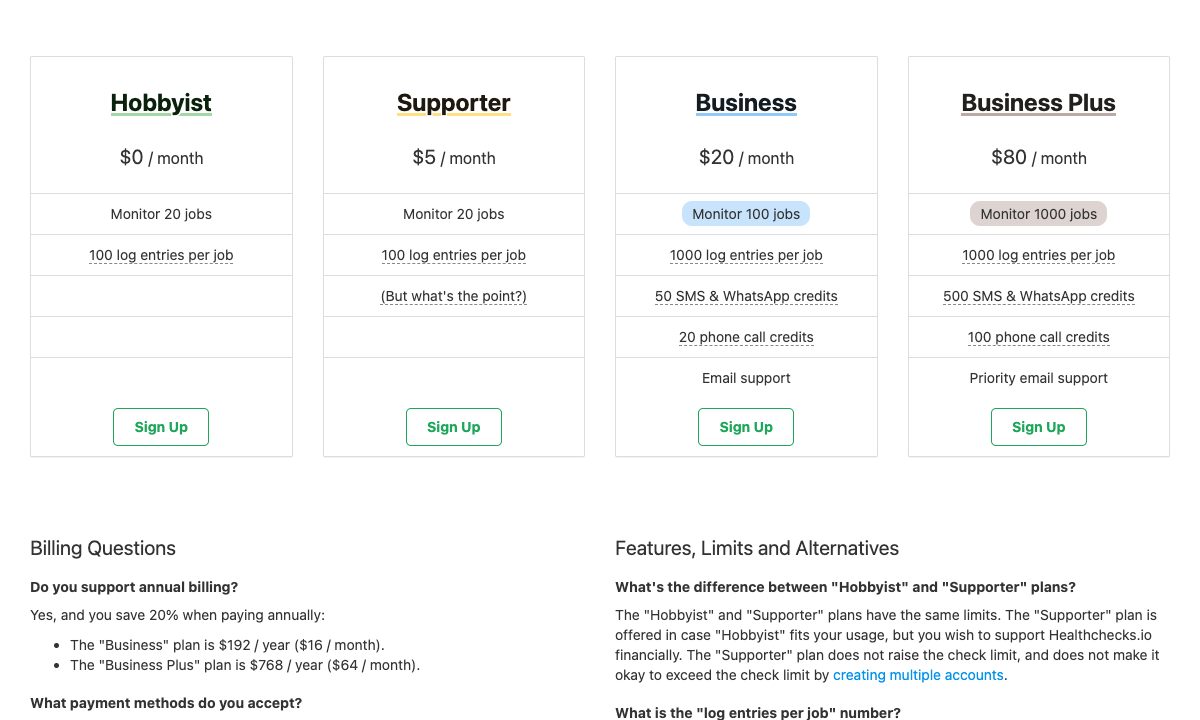 Hobbyist
$0 / month
Monitor 20 jobs
100 log entries per job
Sign Up
Supporter
$5 / month
Monitor 20 jobs
100 log entries per job
(But what's the point?)
Sign Up
Business
$20 / month
Monitor 100 jobs
1000 log entries per job
50 SMS & WhatsApp credits
20 phone call credits
Email support
Sign Up
Business Plus
$80 / month
Monitor 1000 jobs
1000 log entries per job
500 SMS & WhatsApp credits
100 phone call credits
Priority email support
Sign Up
Billing Questions
Do you support annual billing?
Yes, and you save 20% when paying annually:
• The "Business" plan is $192 / year ($16 / month).
• The "Business Plus" plan is $768 / year ($64 / month).
What payment methods do you accept?
Features, Limits and Alternatives
What's the difference between "Hobbyist" and "Supporter" plans?
The "Hobbyist" and "Supporter" plans have the same limits. The "Supporter" plan is
offered in case "Hobbyist" fits your usage, but you wish to support Healthchecks.io
financially. The "Supporter" plan does not raise the check limit, and does not make it
okay to exceed the check limit by creating multiple accounts.
What is the "log entries per job" number?